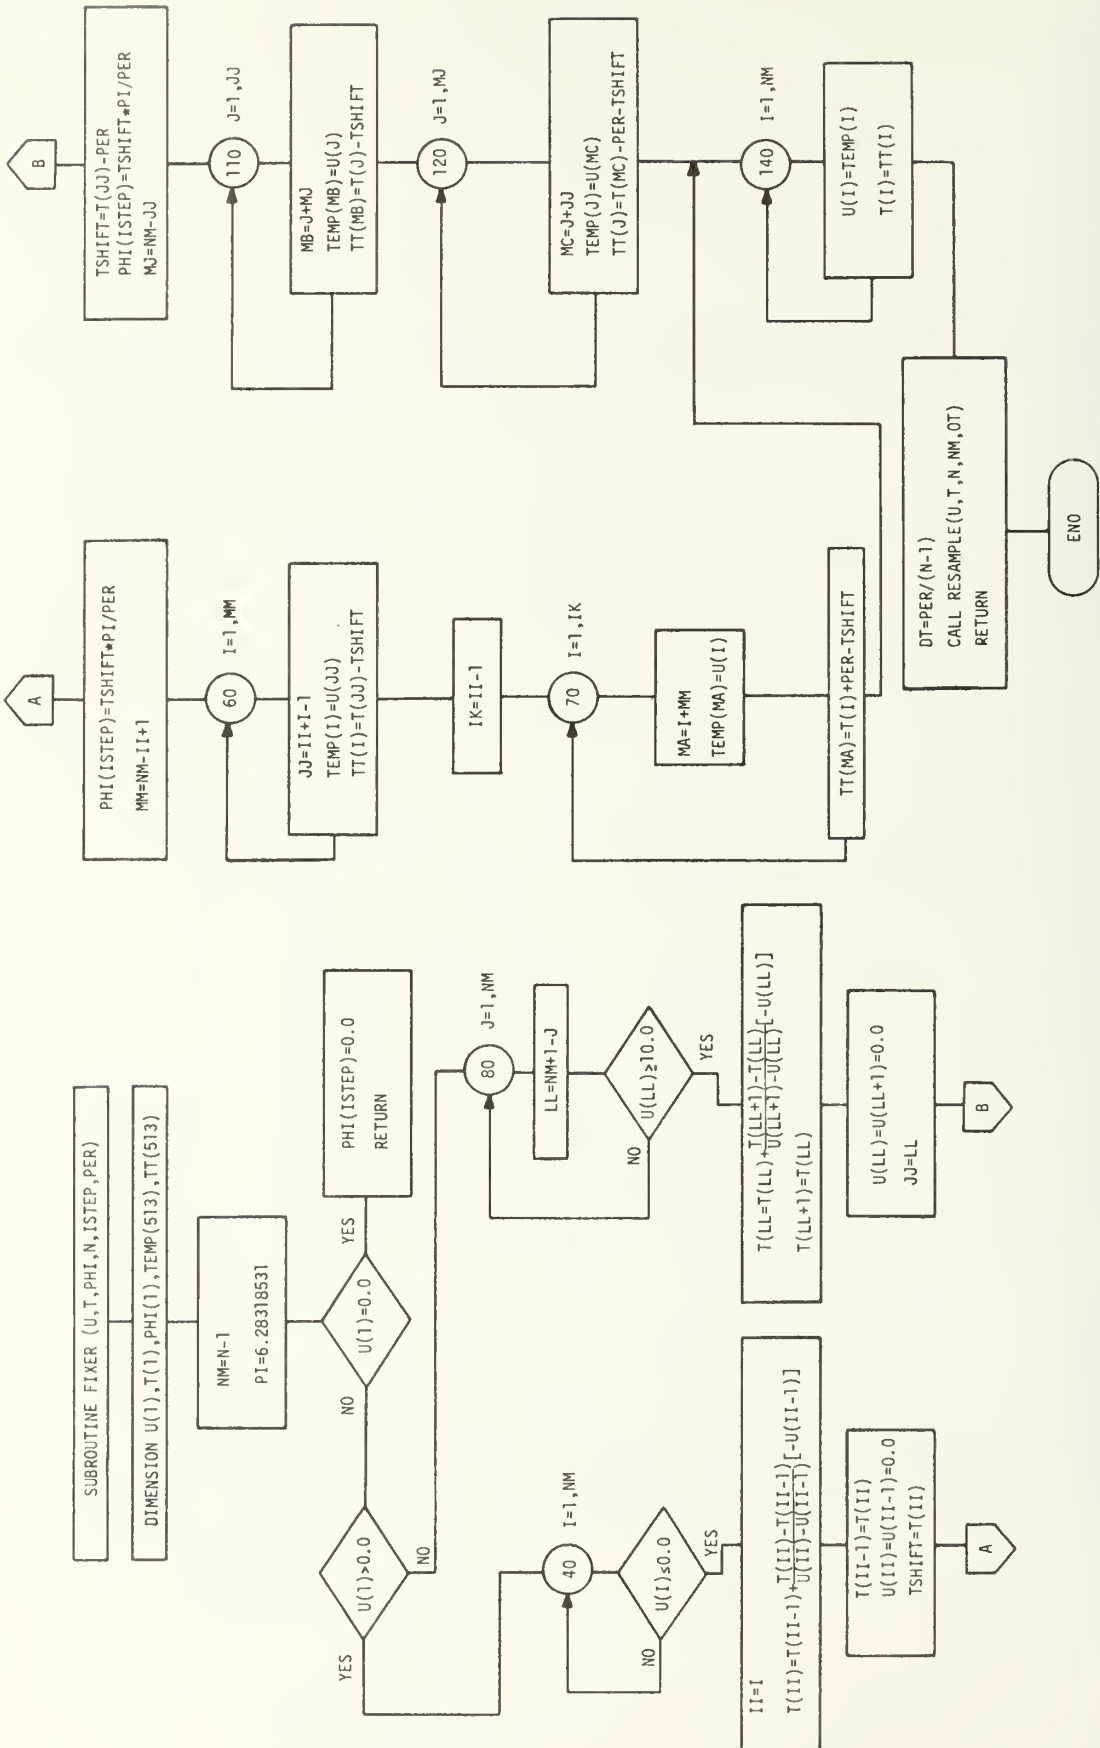 SUBROUTINE FIXER (U,T,PHI,N,ISTEP,PER)
DIMENSION U(1),T(1),PHI(1),TEMP(513),TT(513)
NM=N-1
PI=6.28318531
U(1)=0.0
YES
NO
PHI(ISTEP)=0.0
RETURN
U(1)>0.0
YES
NO
40
I=1,NM
U(I)≤0.0
NO
YES
II=I
T(II)=T(II-1)+T(II)-T(II-1)/U(II)-U(II-1)[-U(II-1)]
T(II-1)=T(II)
U(II)=U(II-1)=0.0
TSHIFT=T(II)
A
80
J=1,NM
LL=NM+1-J
U(LL)≥10.0
NO
YES
T(LL=T(LL)+T(LL+1)-T(LL)/U(LL+1)-U(LL)[-U(LL)]
T(LL+1)=T(LL)
U(LL)=U(LL+1)=0.0
JJ=LL
B
A
PHI(ISTEP)=TSHIFT*PI/PER
MM=NM-II+1
60
I=1,MM
JJ=II+I-1
TEMP(I)=U(JJ)
TT(I)=T(JJ)-TSHIFT
IK=II-1
70
I=1,IK
MA=I+MM
TEMP(MA)=U(I)
TT(MA)=T(I)+PER-TSHIFT
B
TSHIFT=T(JJ)-PER
PHI(ISTEP)=TSHIFT*PI/PER
MJ=NM-JJ
110
J=1,JJ
MB=J+MJ
TEMP(MB)=U(J)
TT(MB)=T(J)-TSHIFT
120
J=1,MJ
MC=J+JJ
TEMP(J)=U(MC)
TT(J)=T(MC)-PER-TSHIFT
140
I=1,NM
U(I)=TEMP(I)
T(I)=TT(I)
DT=PER/(N-1)
CALL RESAMPLE(U,T,N,NM,OT)
RETURN
ENO